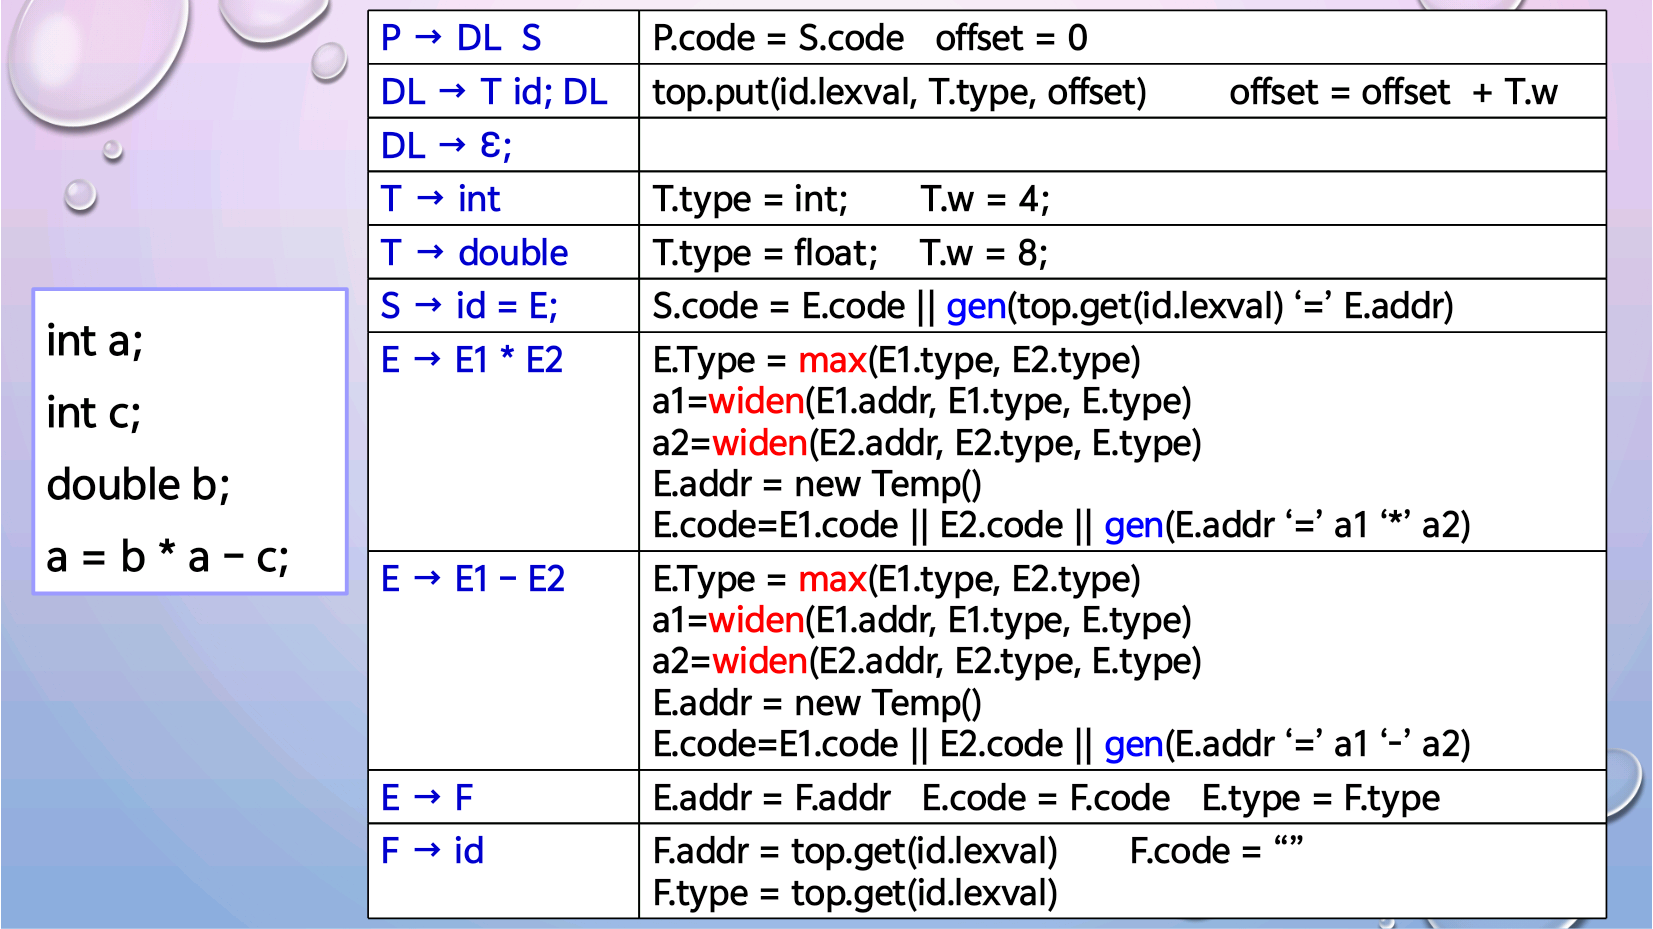 int a;
int c;
double b;
a = b * a – c;
P → DL  S    P.code = S.code   offset = 0
DL → T id; DL    top.put(id.lexval, T.type, offset)    offset = offset  + T.w
DL → Ɛ;
T → int    T.type = int;    T.w = 4;
T → double    T.type = float;    T.w = 8;
S → id = E;    S.code = E.code || gen(top.get(id.lexval) ‘=’ E.addr)
E → E1 * E2    E.Type = max(E1.type, E2.type)
a1=widen(E1.addr, E1.type, E.type)
a2=widen(E2.addr, E2.type, E.type)
E.addr = new Temp()
E.code=E1.code || E2.code || gen(E.addr ‘=’ a1 ‘*’ a2)
E → E1 – E2    E.Type = max(E1.type, E2.type)
a1=widen(E1.addr, E1.type, E.type)
a2=widen(E2.addr, E2.type, E.type)
E.addr = new Temp()
E.code=E1.code || E2.code || gen(E.addr ‘=’ a1 ‘-’ a2)
E → F    E.addr = F.addr   E.code = F.code   E.type = F.type
F → id    F.addr = top.get(id.lexval)    F.code = “”
F.type = top.get(id.lexval)